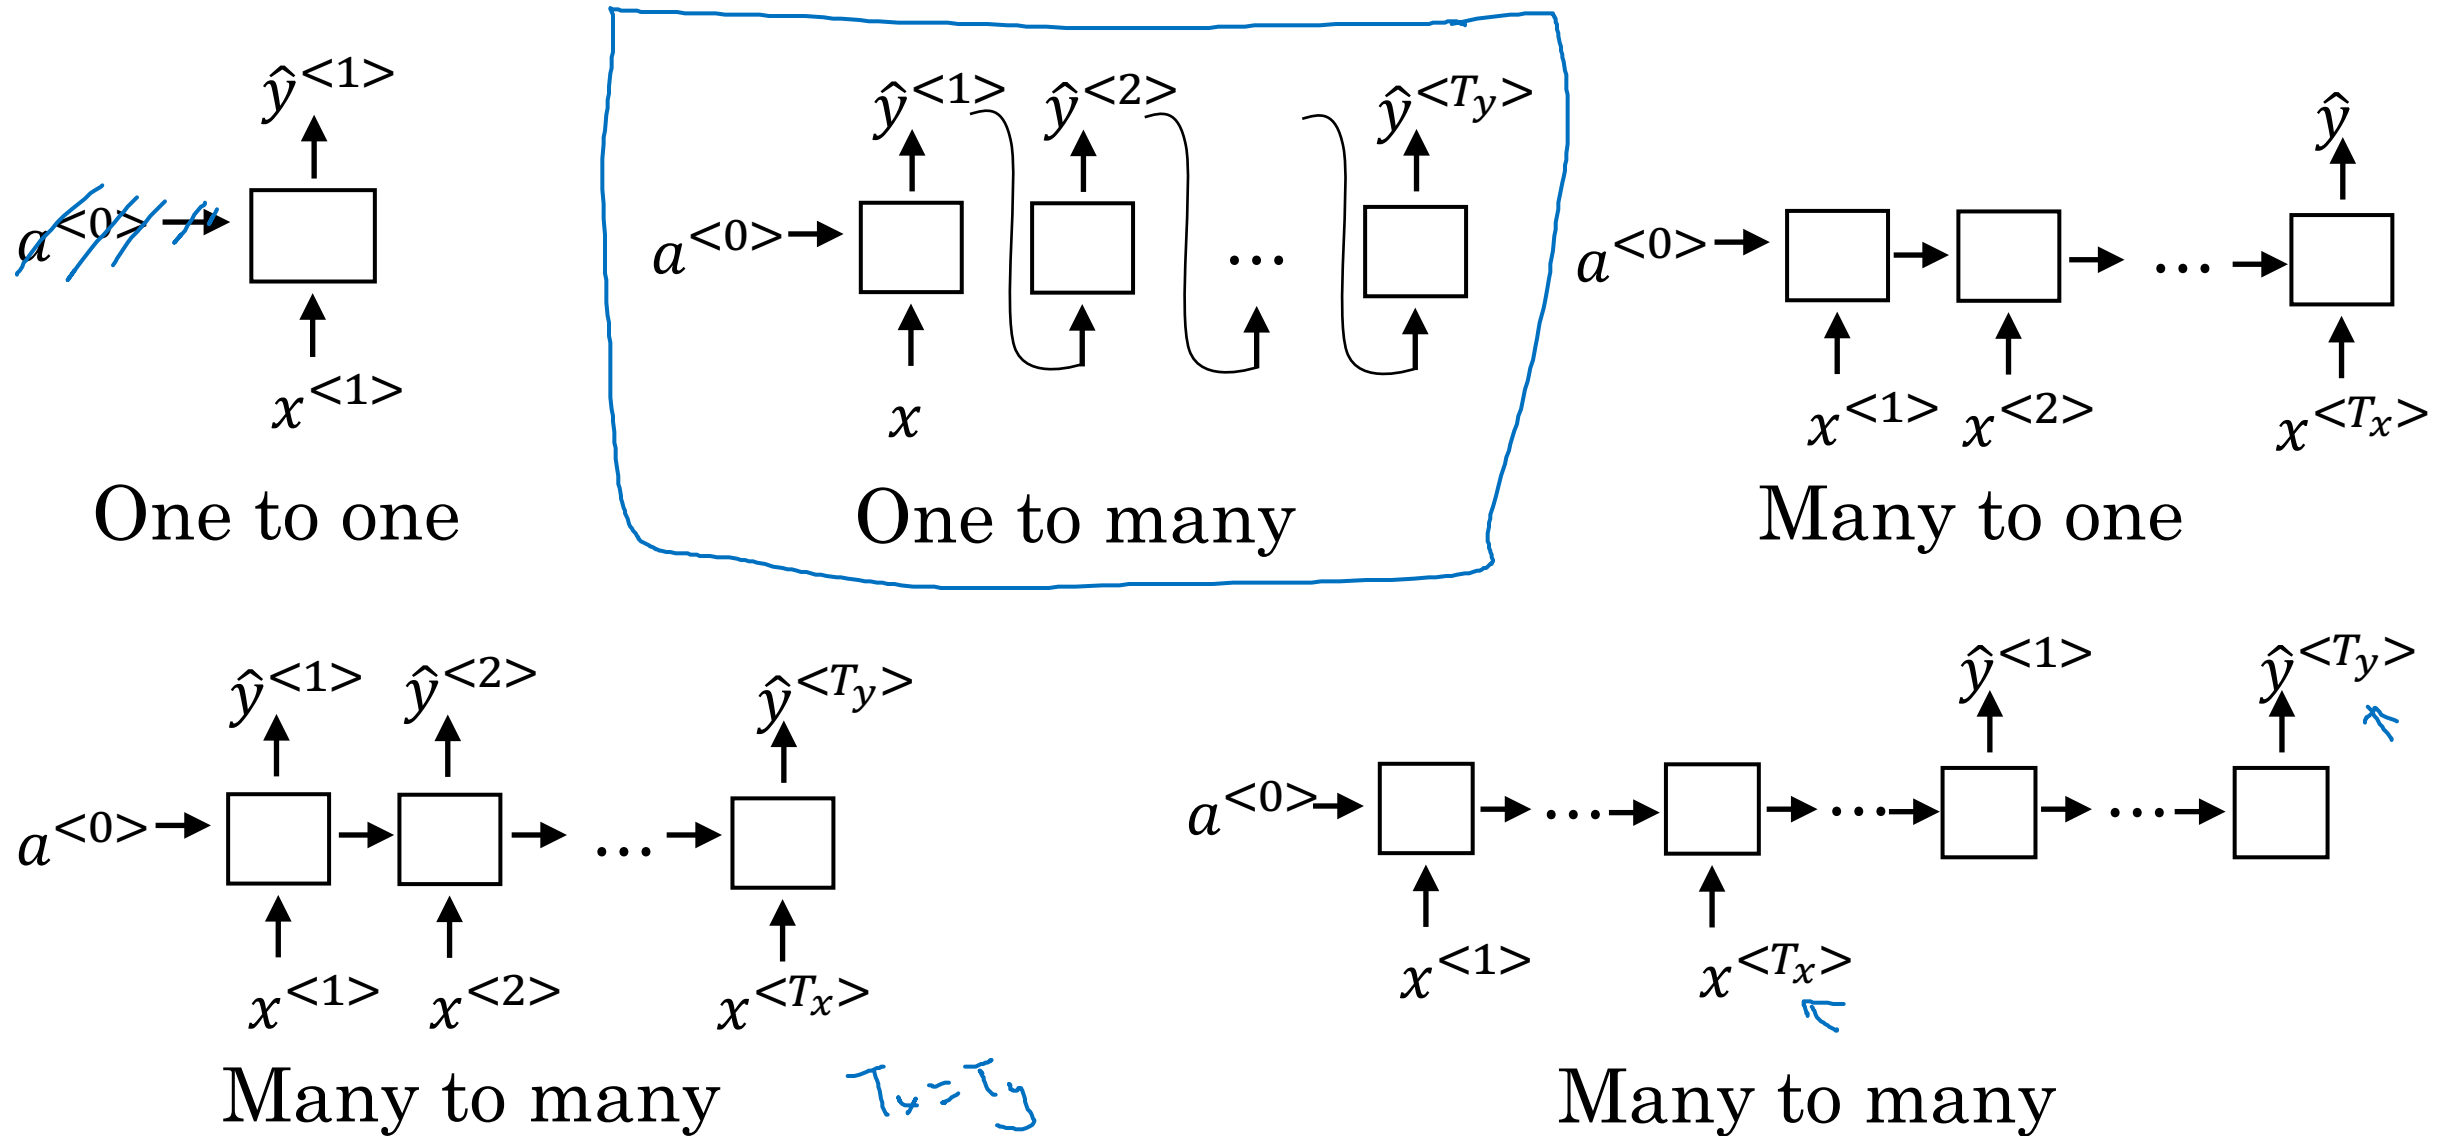 ŷ<1>
a<0>
x<1>
One to one
ŷ<1> ŷ<2> ŷ<Ty>
a<0> ...
x
One to many
ŷ
a<0> ...
x<1> x<2> x<Tx>
Many to one
ŷ<1> ŷ<2> ŷ<Ty>
a<0> ...
x<1> x<2> x<Tx>
Many to many Tx=Ty
ŷ<1> ŷ<Ty>
a<0> ... ... ...
x<1> x<Tx>
Many to many